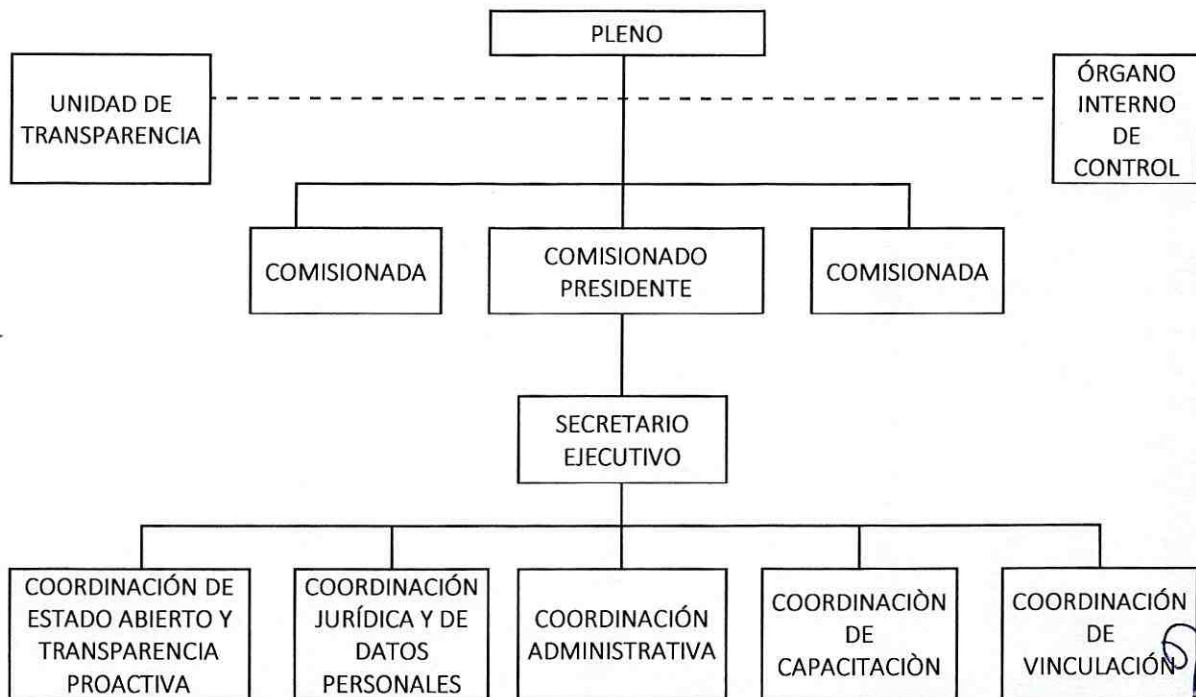 PLENO
UNIDAD DE
TRANSPARENCIA
ÓRGANO
INTERNO
DE
CONTROL
COMISIONADA
COMISIONADO
PRESIDENTE
COMISIONADA
SECRETARIO
EJECUTIVO
COORDINACIÓN DE
ESTADO ABIERTO Y
TRANSPARENCIA
PROACTIVA
COORDINACIÓN
JURÍDICA Y DE
DATOS
PERSONALES
COORDINACIÓN
ADMINISTRATIVA
COORDINACIÒN
DE
CAPACITACIÒN
COORDINACIÓN
DE
VINCULACIÓN